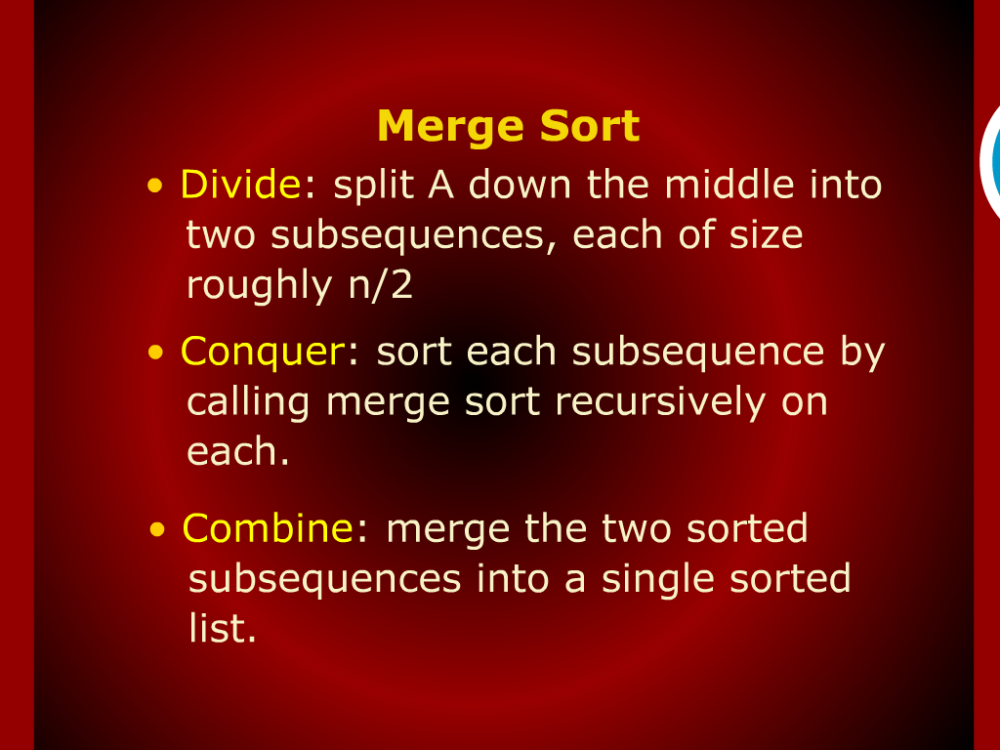 Merge Sort
• Divide: split A down the middle into
two subsequences, each of size
roughly n/2
• Conquer: sort each subsequence by
calling merge sort recursively on
each.
• Combine: merge the two sorted
subsequences into a single sorted
list.